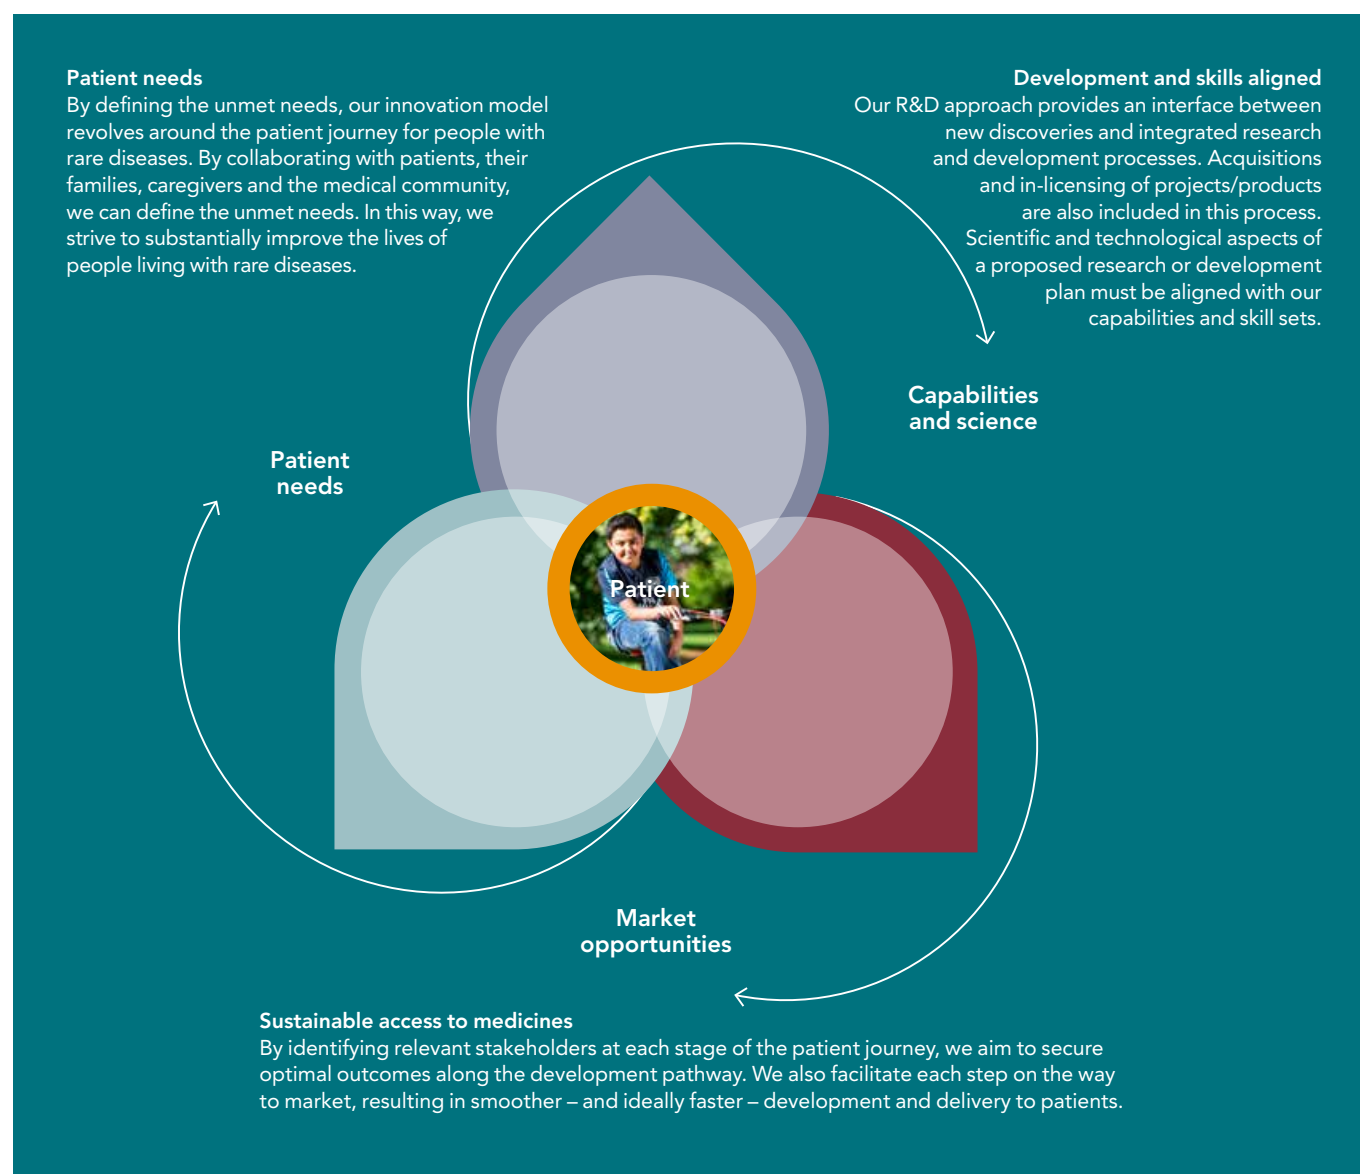 Patient needs
By defining the unmet needs, our innovation model
revolves around the patient journey for people with
rare diseases. By collaborating with patients, their
families, caregivers and the medical community,
we can define the unmet needs. In this way, we
strive to substantially improve the lives of
people living with rare diseases.
Development and skills aligned
Our R&D approach provides an interface between
new discoveries and integrated research
and development processes. Acquisitions
and in-licensing of projects/products
are also included in this process.
Scientific and technological aspects of
a proposed research or development
plan must be aligned with our
capabilities and skill sets.
Capabilities
and science
Patient
needs
Patient
Market
opportunities
Sustainable access to medicines
By identifying relevant stakeholders at each stage of the patient journey, we aim to secure
optimal outcomes along the development pathway. We also facilitate each step on the way
to market, resulting in smoother – and ideally faster – development and delivery to patients.